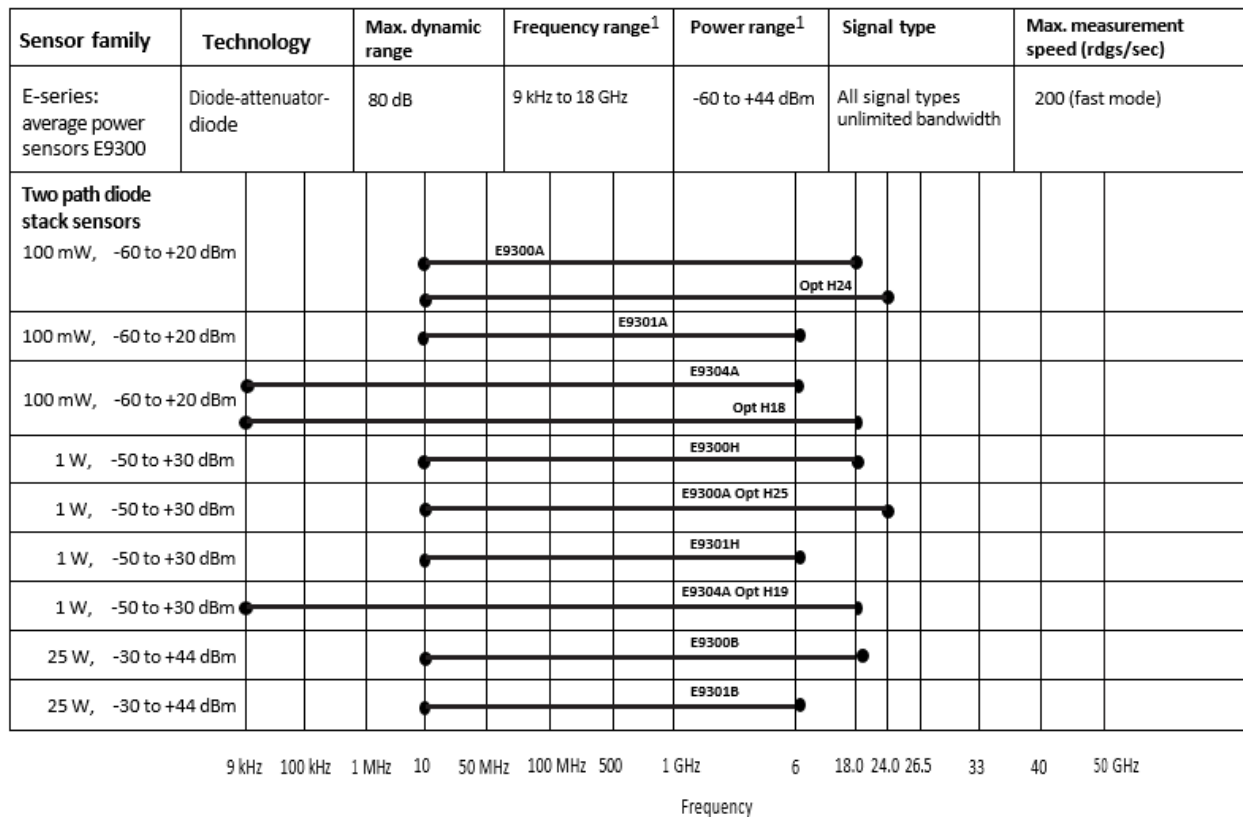 Sensor family
Technology
Max. dynamic
range
Frequency range1
Power range1
Signal type
Max. measurement
speed (rdgs/sec)
E-series:
average power
sensors E9300
Diode-attenuator-
diode
80 dB
9 kHz to 18 GHz
-60 to +44 dBm
All signal types
unlimited bandwidth
200 (fast mode)
Two path diode
stack sensors
100 mW, -60 to +20 dBm
E9300A
Opt H24
100 mW, -60 to +20 dBm
E9301A
100 mW, -60 to +20 dBm
E9304A
Opt H18
1 W, -50 to +30 dBm
E9300H
1 W, -50 to +30 dBm
E9300A Opt H25
1 W, -50 to +30 dBm
E9301H
1 W, -50 to +30 dBm
E9304A Opt H19
25 W, -30 to +44 dBm
E9300B
25 W, -30 to +44 dBm
E9301B
9 kHz 100 kHz 1 MHz 10 50 MHz 100 MHz 500 1 GHz 6 18.0 24.0 26.5 33 40 50 GHz
Frequency